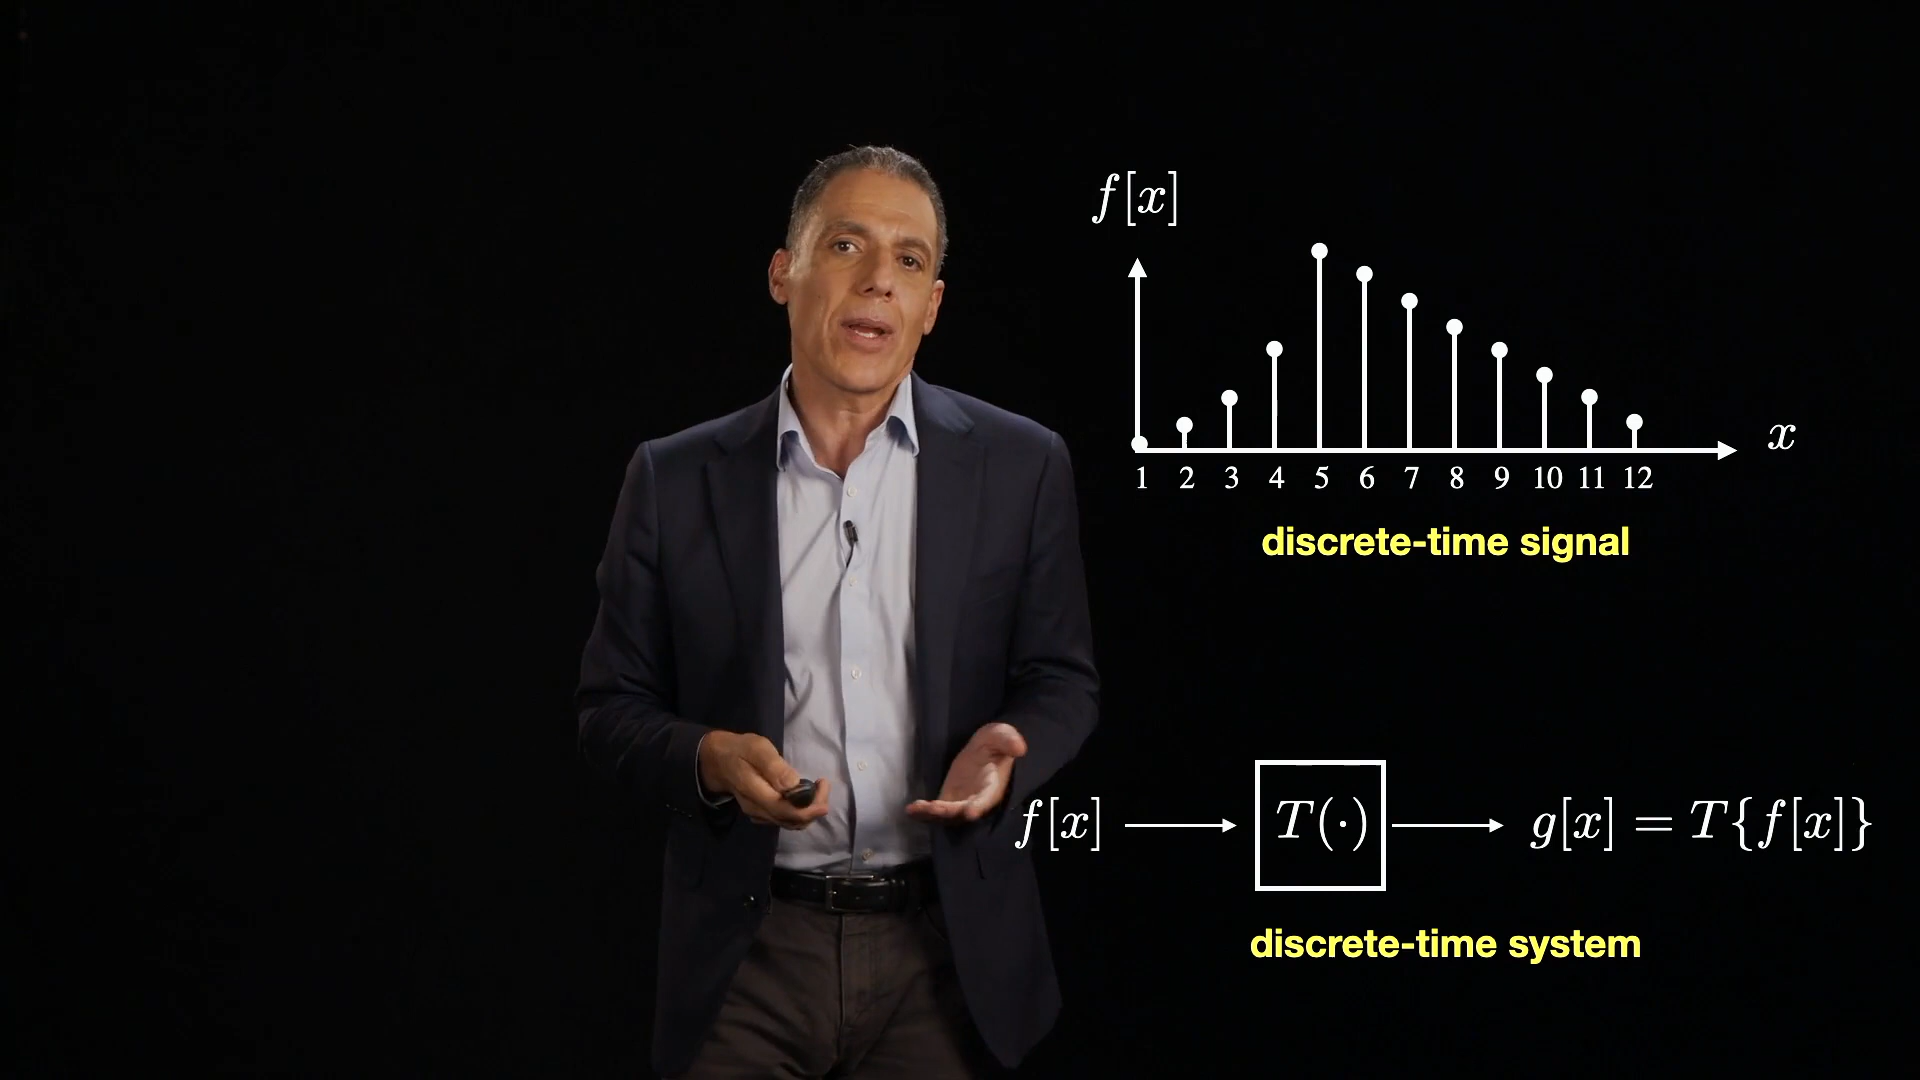 f[x]
x
1 2 3 4 5 6 7 8 9 10 11 12
discrete-time signal
f[x] T(·) g[x] = T{f[x]}
discrete-time system